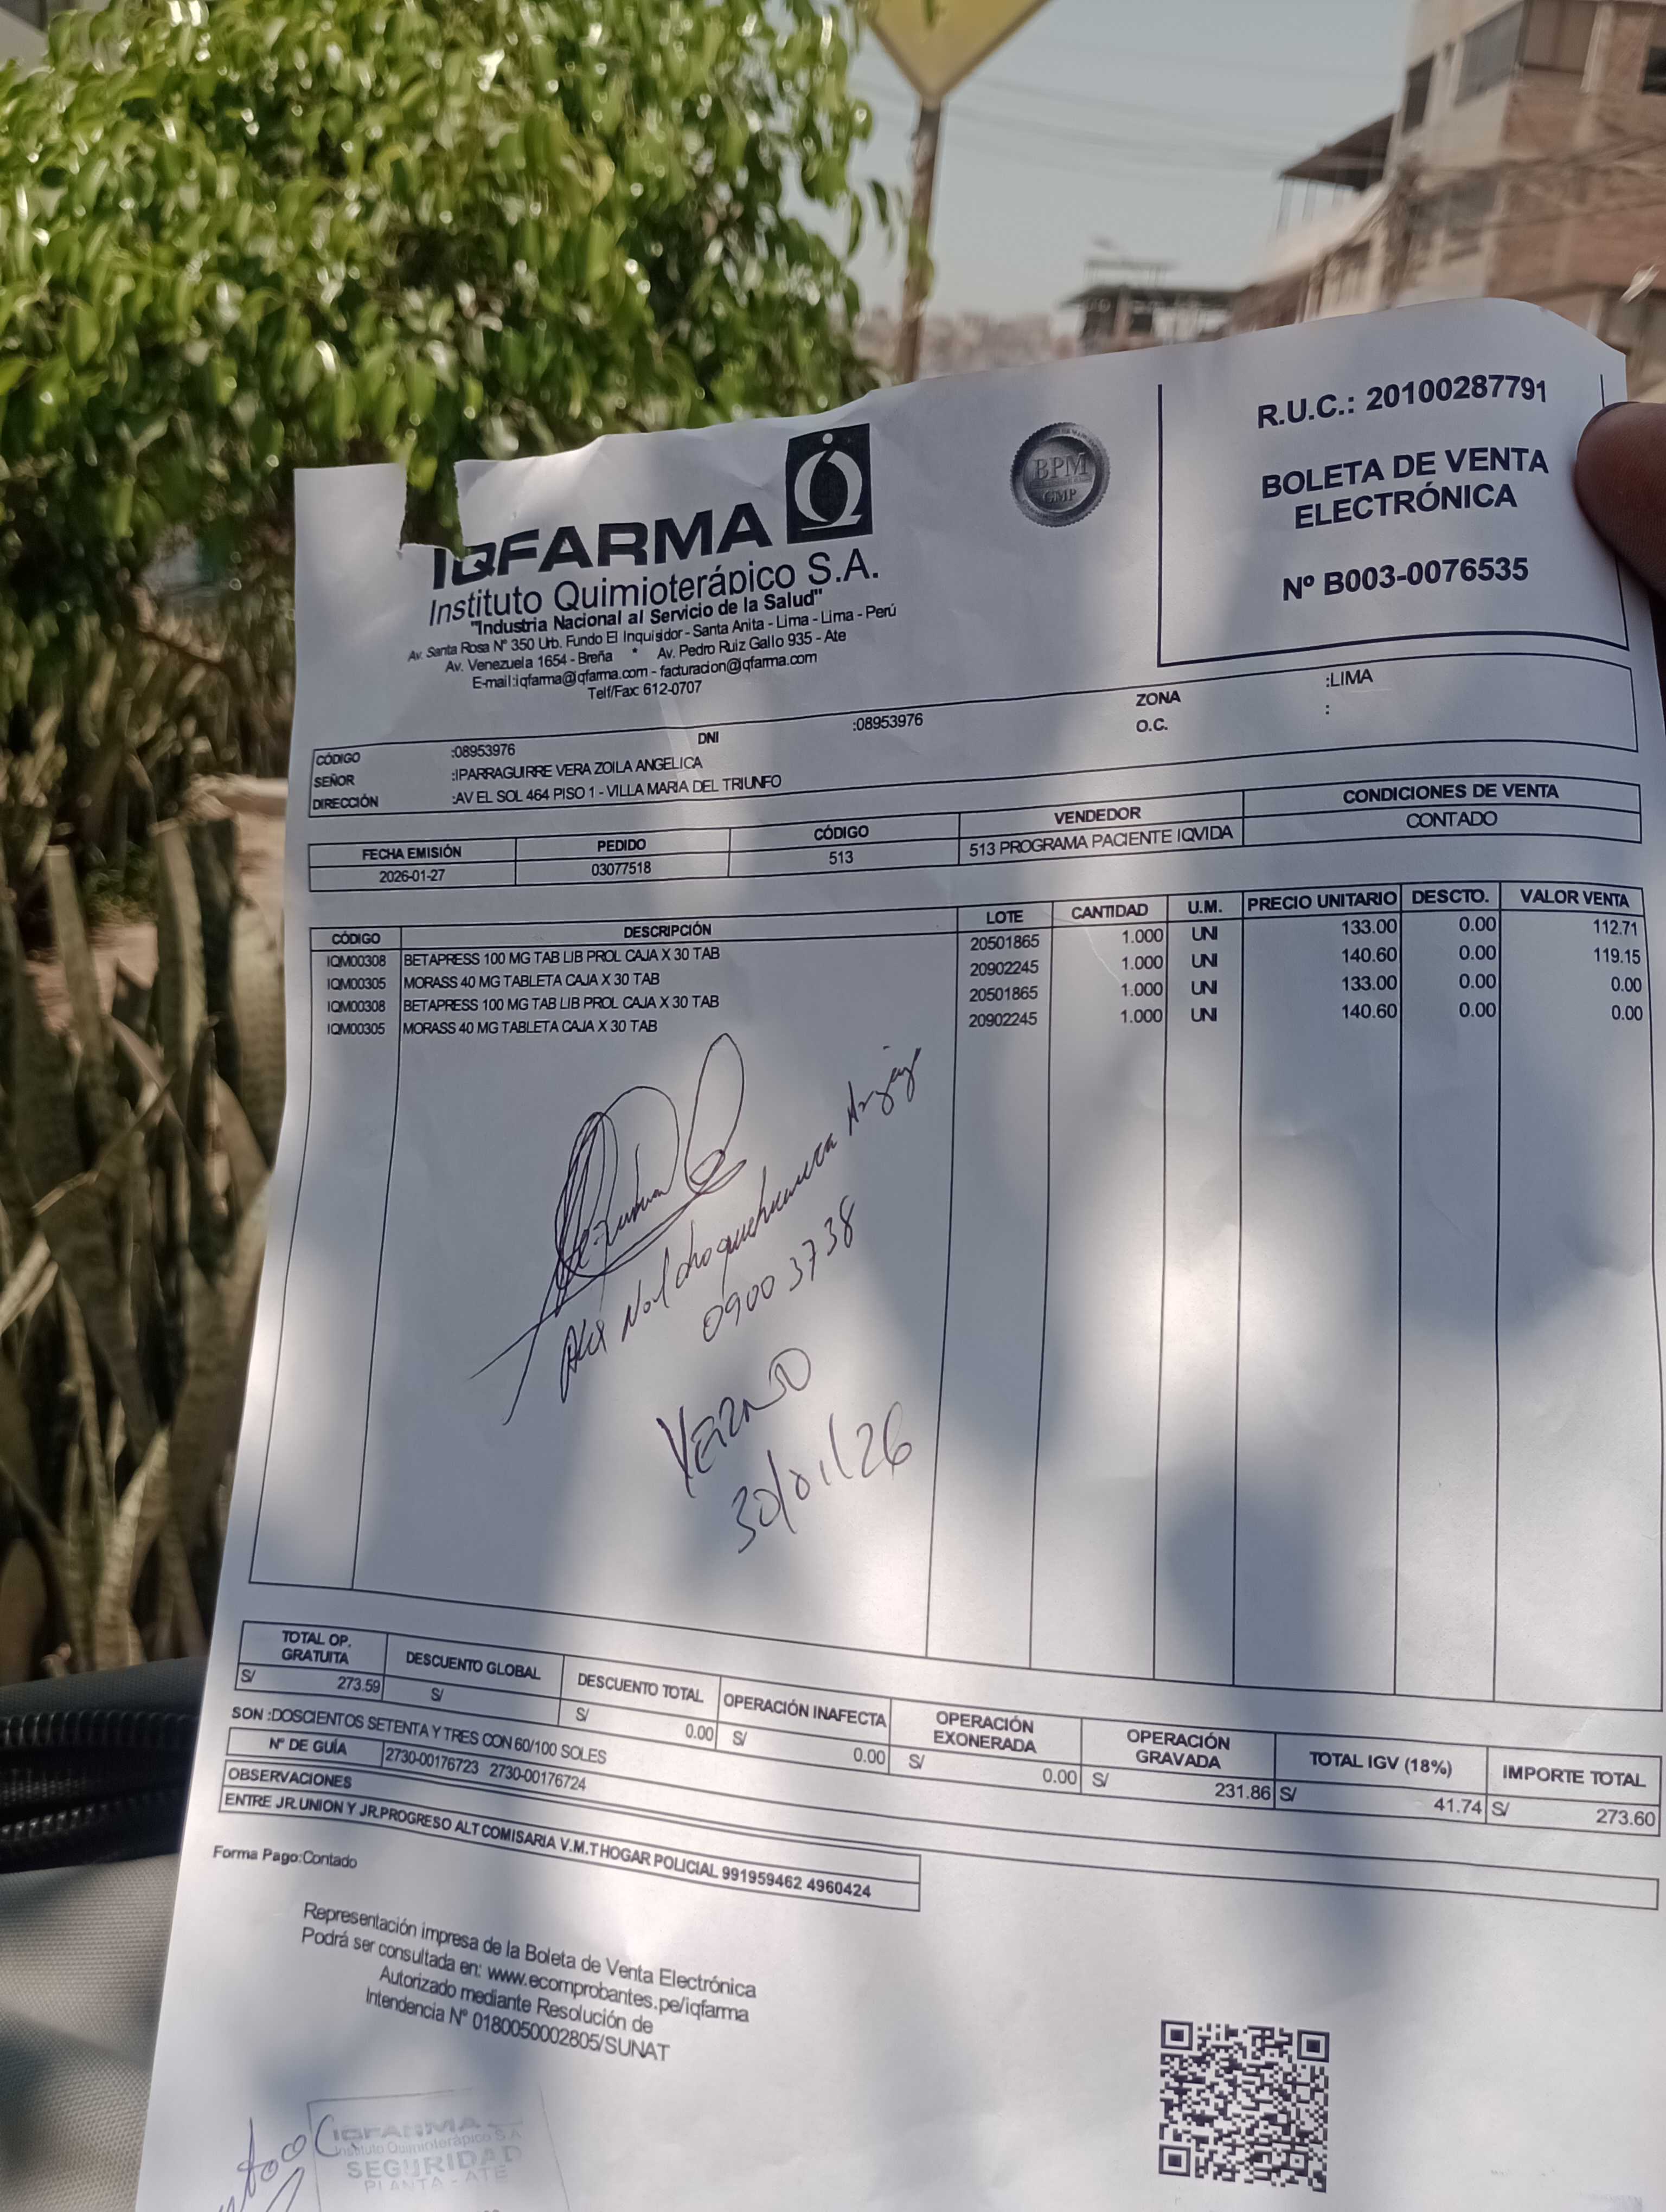 IQFARMA
Instituto Quimioterápico S.A.
"Industria Nacional al Servicio de la Salud"
Av. Santa Rosa Nº 350 Urb. Fundo El Inquisidor - Santa Anita - Lima - Lima - Perú
Av. Venezuela 1654 - Breña * Av. Pedro Ruiz Gallo 935 - Ate
E-mail:iqfarma@iqfarma.com - facturacion@iqfarma.com
Telf/Fax: 612-0707
BPM
GMP
R.U.C.: 20100287791
BOLETA DE VENTA
ELECTRÓNICA
Nº B003-0076535
CÓDIGO :08953976 DNI :08953976 ZONA :LIMA
SEÑOR :IPARRAGUIRRE VERA ZOILA ANGELICA O.C. :
DIRECCIÓN :AV EL SOL 464 PISO 1 - VILLA MARIA DEL TRIUNFO
FECHA EMISIÓN PEDIDO CÓDIGO VENDEDOR CONDICIONES DE VENTA
2026-01-27 03077518 513 513 PROGRAMA PACIENTE IQVIDA CONTADO
CÓDIGO DESCRIPCIÓN LOTE CANTIDAD U.M. PRECIO UNITARIO DESCTO. VALOR VENTA
IQM00308 BETAPRESS 100 MG TAB LIB PROL CAJA X 30 TAB 20501865 1.000 UNI 133.00 0.00 112.71
IQM00305 MORASS 40 MG TABLETA CAJA X 30 TAB 20902245 1.000 UNI 140.60 0.00 119.15
IQM00308 BETAPRESS 100 MG TAB LIB PROL CAJA X 30 TAB 20501865 1.000 UNI 133.00 0.00 0.00
IQM00305 MORASS 40 MG TABLETA CAJA X 30 TAB 20902245 1.000 UNI 140.60 0.00 0.00
Alex Noel
09003738
YERNO
30/01/26
TOTAL OP. GRATUITA DESCUENTO GLOBAL DESCUENTO TOTAL OPERACIÓN INAFECTA OPERACIÓN EXONERADA OPERACIÓN GRAVADA TOTAL IGV (18%) IMPORTE TOTAL
S/ 273.59 S/ S/ 0.00 S/ 0.00 S/ 0.00 S/ 231.86 S/ 41.74 S/ 273.60
SON :DOSCIENTOS SETENTA Y TRES CON 60/100 SOLES
Nº DE GUÍA 2730-00176723 2730-00176724
OBSERVACIONES
ENTRE JR.UNION Y JR.PROGRESO ALT COMISARIA V.M.T HOGAR POLICIAL 991959462 4960424
Forma Pago:Contado
Representación impresa de la Boleta de Venta Electrónica
Podrá ser consultada en: www.ecomprobantes.pe/iqfarma
Autorizado mediante Resolución de
Intendencia Nº 0180050002805/SUNAT
IQFARMA
Instituto Quimioterápico S.A
SEGURIDAD
PLANTA - ATE